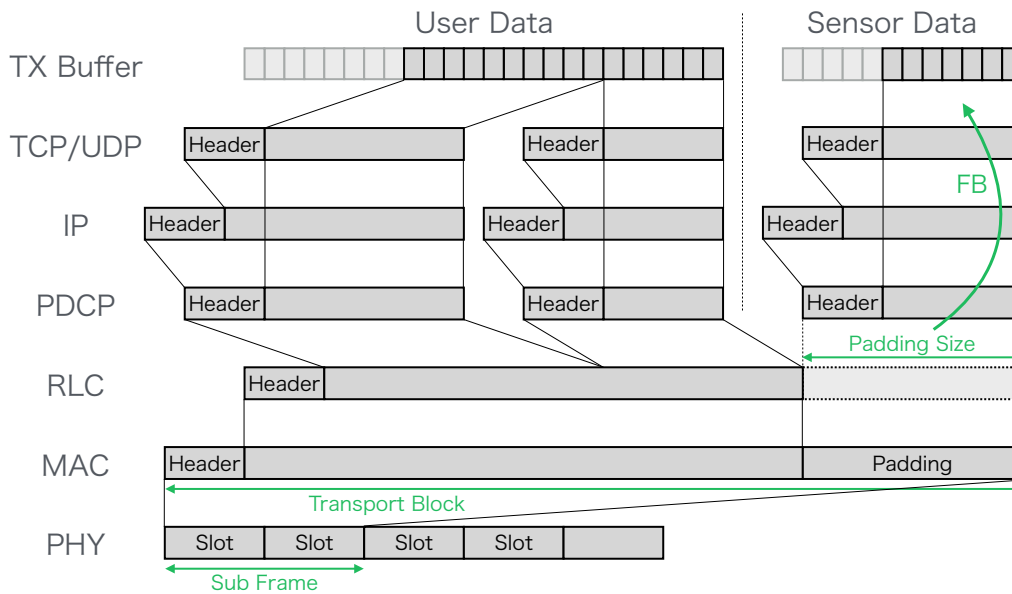 User Data
Sensor Data
TX Buffer
TCP/UDP
Header
Header
Header
FB
IP
Header
Header
Header
PDCP
Header
Header
Header
Padding Size
RLC
Header
MAC
Header
Padding
Transport Block
PHY
Slot
Slot
Slot
Slot
Sub Frame